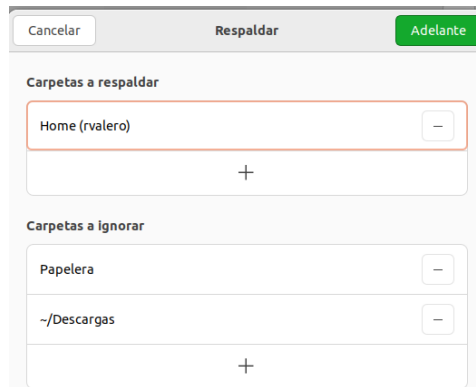 Cancelar Respaldar Adelante
Carpetas a respaldar
Home (rvalero)
Carpetas a ignorar
Papelera
~/Descargas